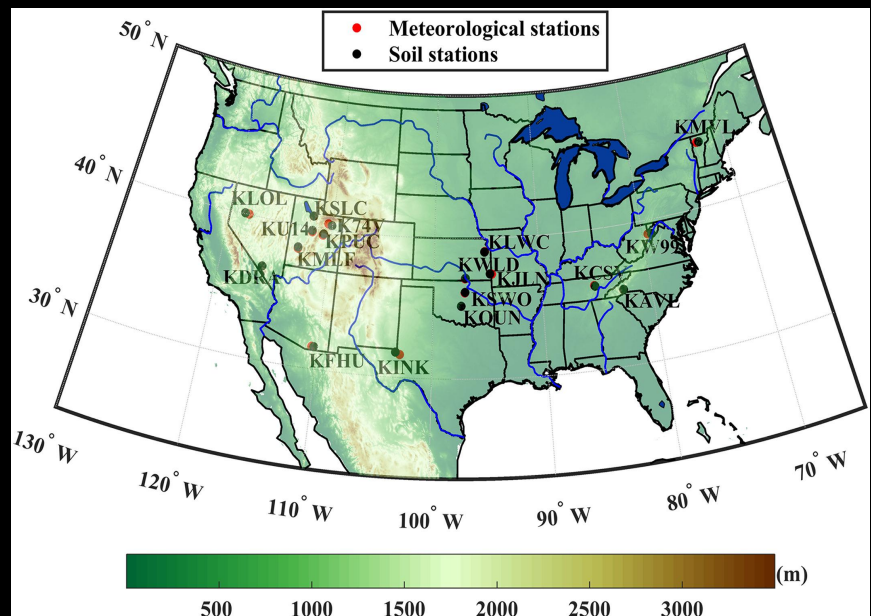 Meteorological stations
Soil stations
50° N
40° N
30° N
130° W
120° W
110° W
100° W
90° W
80° W
70° W
KMVL
KLOL
KSLC
KU14
K74V
KPUC
KMLF
KDRA
KFHU
KINK
KLWC
KWLD
KJLN
KSWO
KOUN
KCSV
KAVL
KW99
500
1000
1500
2000
2500
3000
(m)